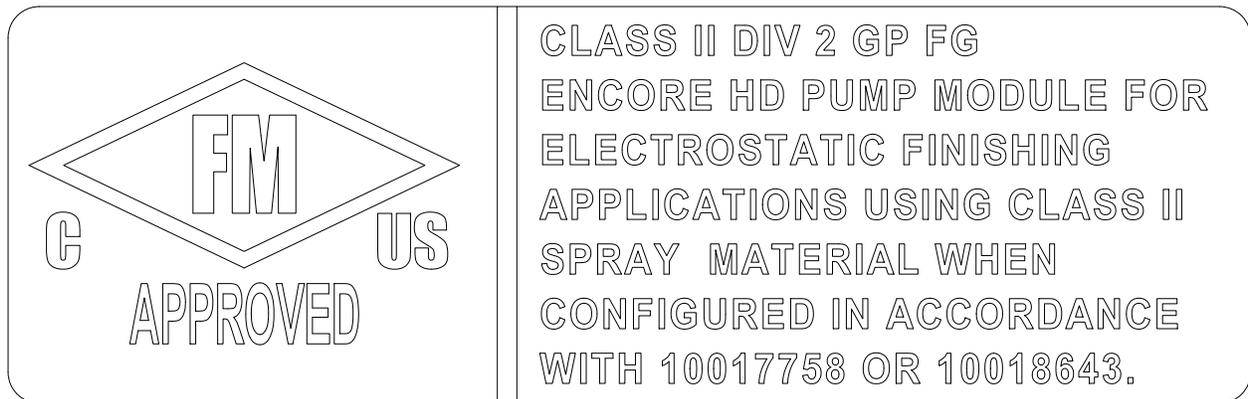 FM
C US
APPROVED
CLASS II DIV 2 GP FG
ENCORE HD PUMP MODULE FOR
ELECTROSTATIC FINISHING
APPLICATIONS USING CLASS II
SPRAY  MATERIAL WHEN
CONFIGURED IN ACCORDANCE
WITH 10017758 OR 10018643.